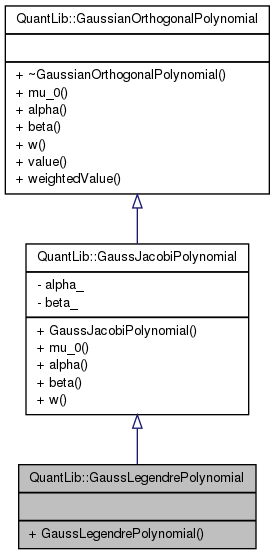 QuantLib::GaussianOrthogonalPolynomial
+ ~GaussianOrthogonalPolynomial()
+ mu_0()
+ alpha()
+ beta()
+ w()
+ value()
+ weightedValue()
QuantLib::GaussJacobiPolynomial
- alpha_
- beta_
+ GaussJacobiPolynomial()
+ mu_0()
+ alpha()
+ beta()
+ w()
QuantLib::GaussLegendrePolynomial
+ GaussLegendrePolynomial()